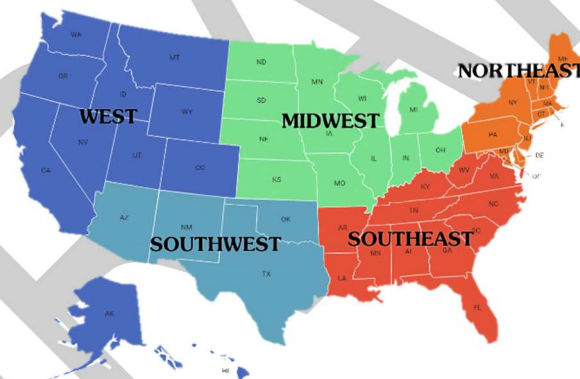 WA
MT
ND
MN
ME
NORTHEAST
VT
NH
OR
ID
SD
WI
MI
NY
MA
CT
WY
WEST
MIDWEST
PA
NJ
NV
UT
CO
NE
IA
IL
IN
OH
MD
DE
DC
CA
KS
MO
KY
WV
VA
AZ
NM
OK
AR
TN
NC
SOUTHWEST
SOUTHEAST
SC
TX
LA
MS
AL
GA
FL
AK
HI